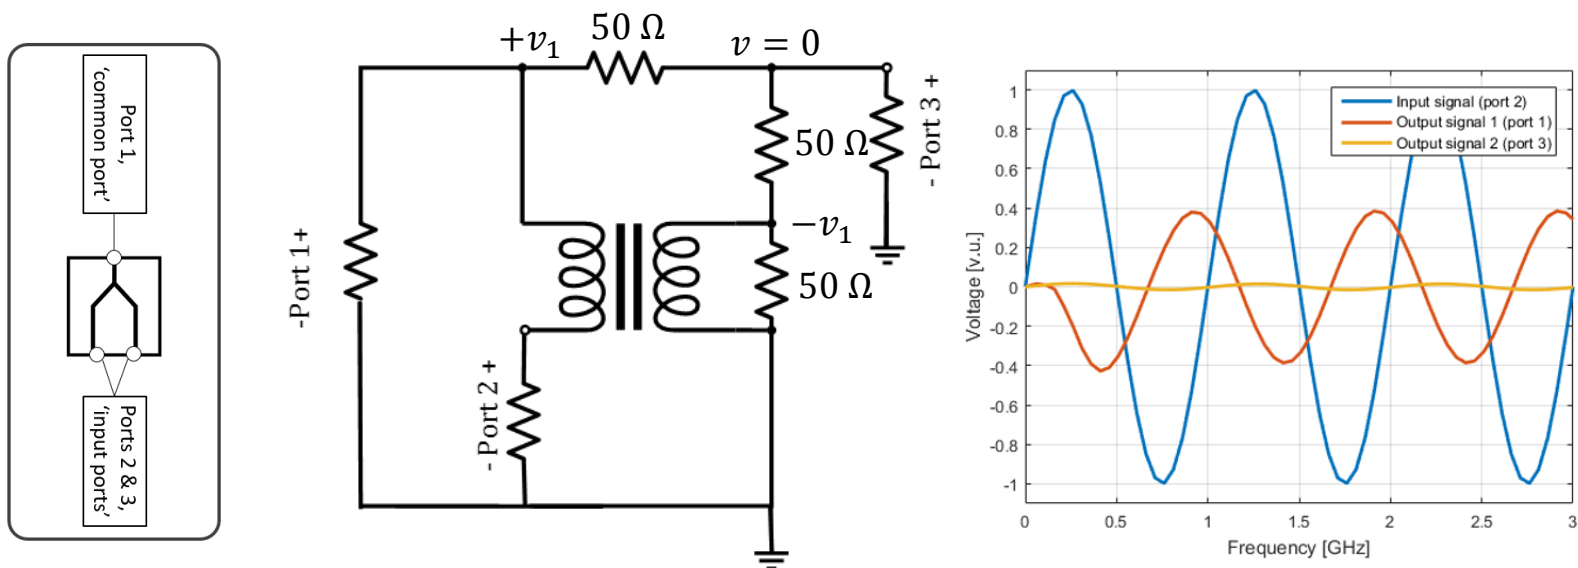 Port 1,
‘common port’
Ports 2 & 3,
‘input ports’
+v₁
50 Ω
v = 0
50 Ω
- Port 3 +
−v₁
50 Ω
-Port 1+
- Port 2 +
Input signal (port 2)
Output signal 1 (port 1)
Output signal 2 (port 3)
Voltage [v.u.]
1
0.8
0.6
0.4
0.2
0
-0.2
-0.4
-0.6
-0.8
-1
0 0.5 1 1.5 2 2.5 3
Frequency [GHz]